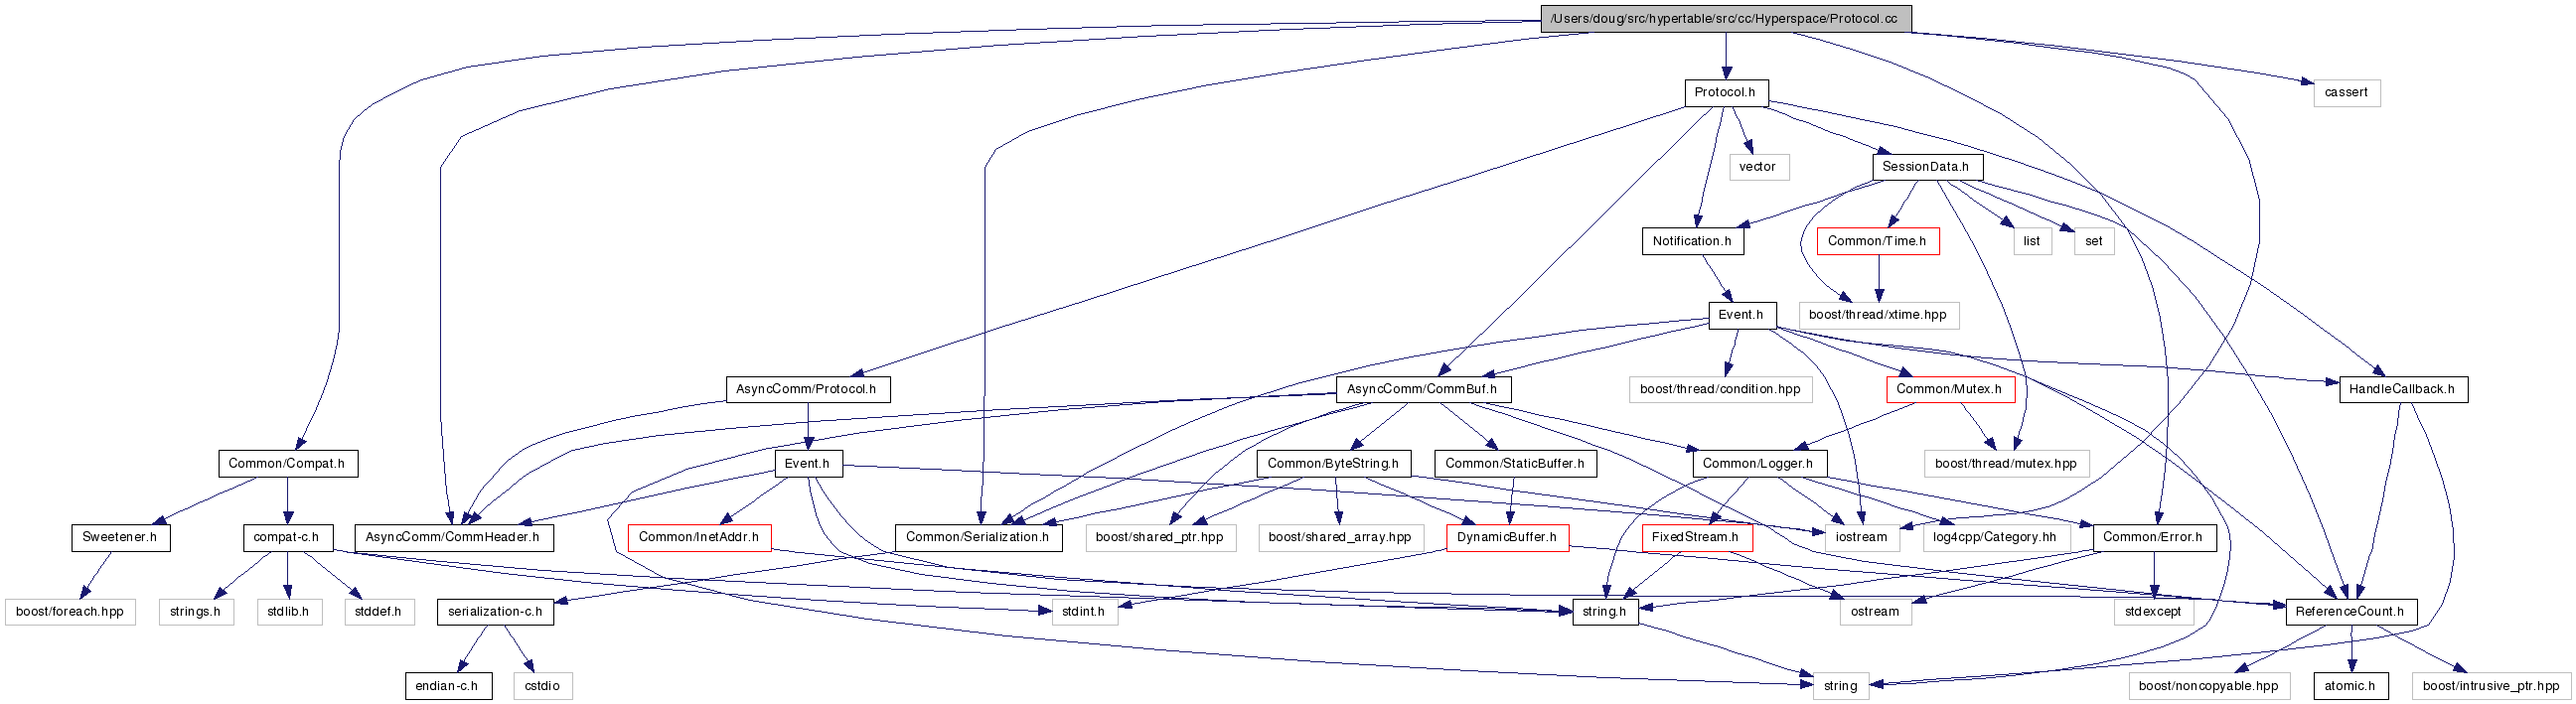 /Users/doug/src/hypertable/src/cc/Hyperspace/Protocol.cc
Protocol.h
cassert
vector
SessionData.h
Notification.h
Common/Time.h
list
set
Event.h
boost/thread/xtime.hpp
AsyncComm/Protocol.h
AsyncComm/CommBuf.h
boost/thread/condition.hpp
Common/Mutex.h
HandleCallback.h
Common/Compat.h
Event.h
Common/ByteString.h
Common/StaticBuffer.h
Common/Logger.h
boost/thread/mutex.hpp
Sweetener.h
compat-c.h
AsyncComm/CommHeader.h
Common/InetAddr.h
Common/Serialization.h
boost/shared_ptr.hpp
boost/shared_array.hpp
DynamicBuffer.h
FixedStream.h
iostream
log4cpp/Category.hh
Common/Error.h
boost/foreach.hpp
strings.h
stdlib.h
stddef.h
serialization-c.h
stdint.h
string.h
ostream
stdexcept
ReferenceCount.h
endian-c.h
cstdio
string
boost/noncopyable.hpp
atomic.h
boost/intrusive_ptr.hpp